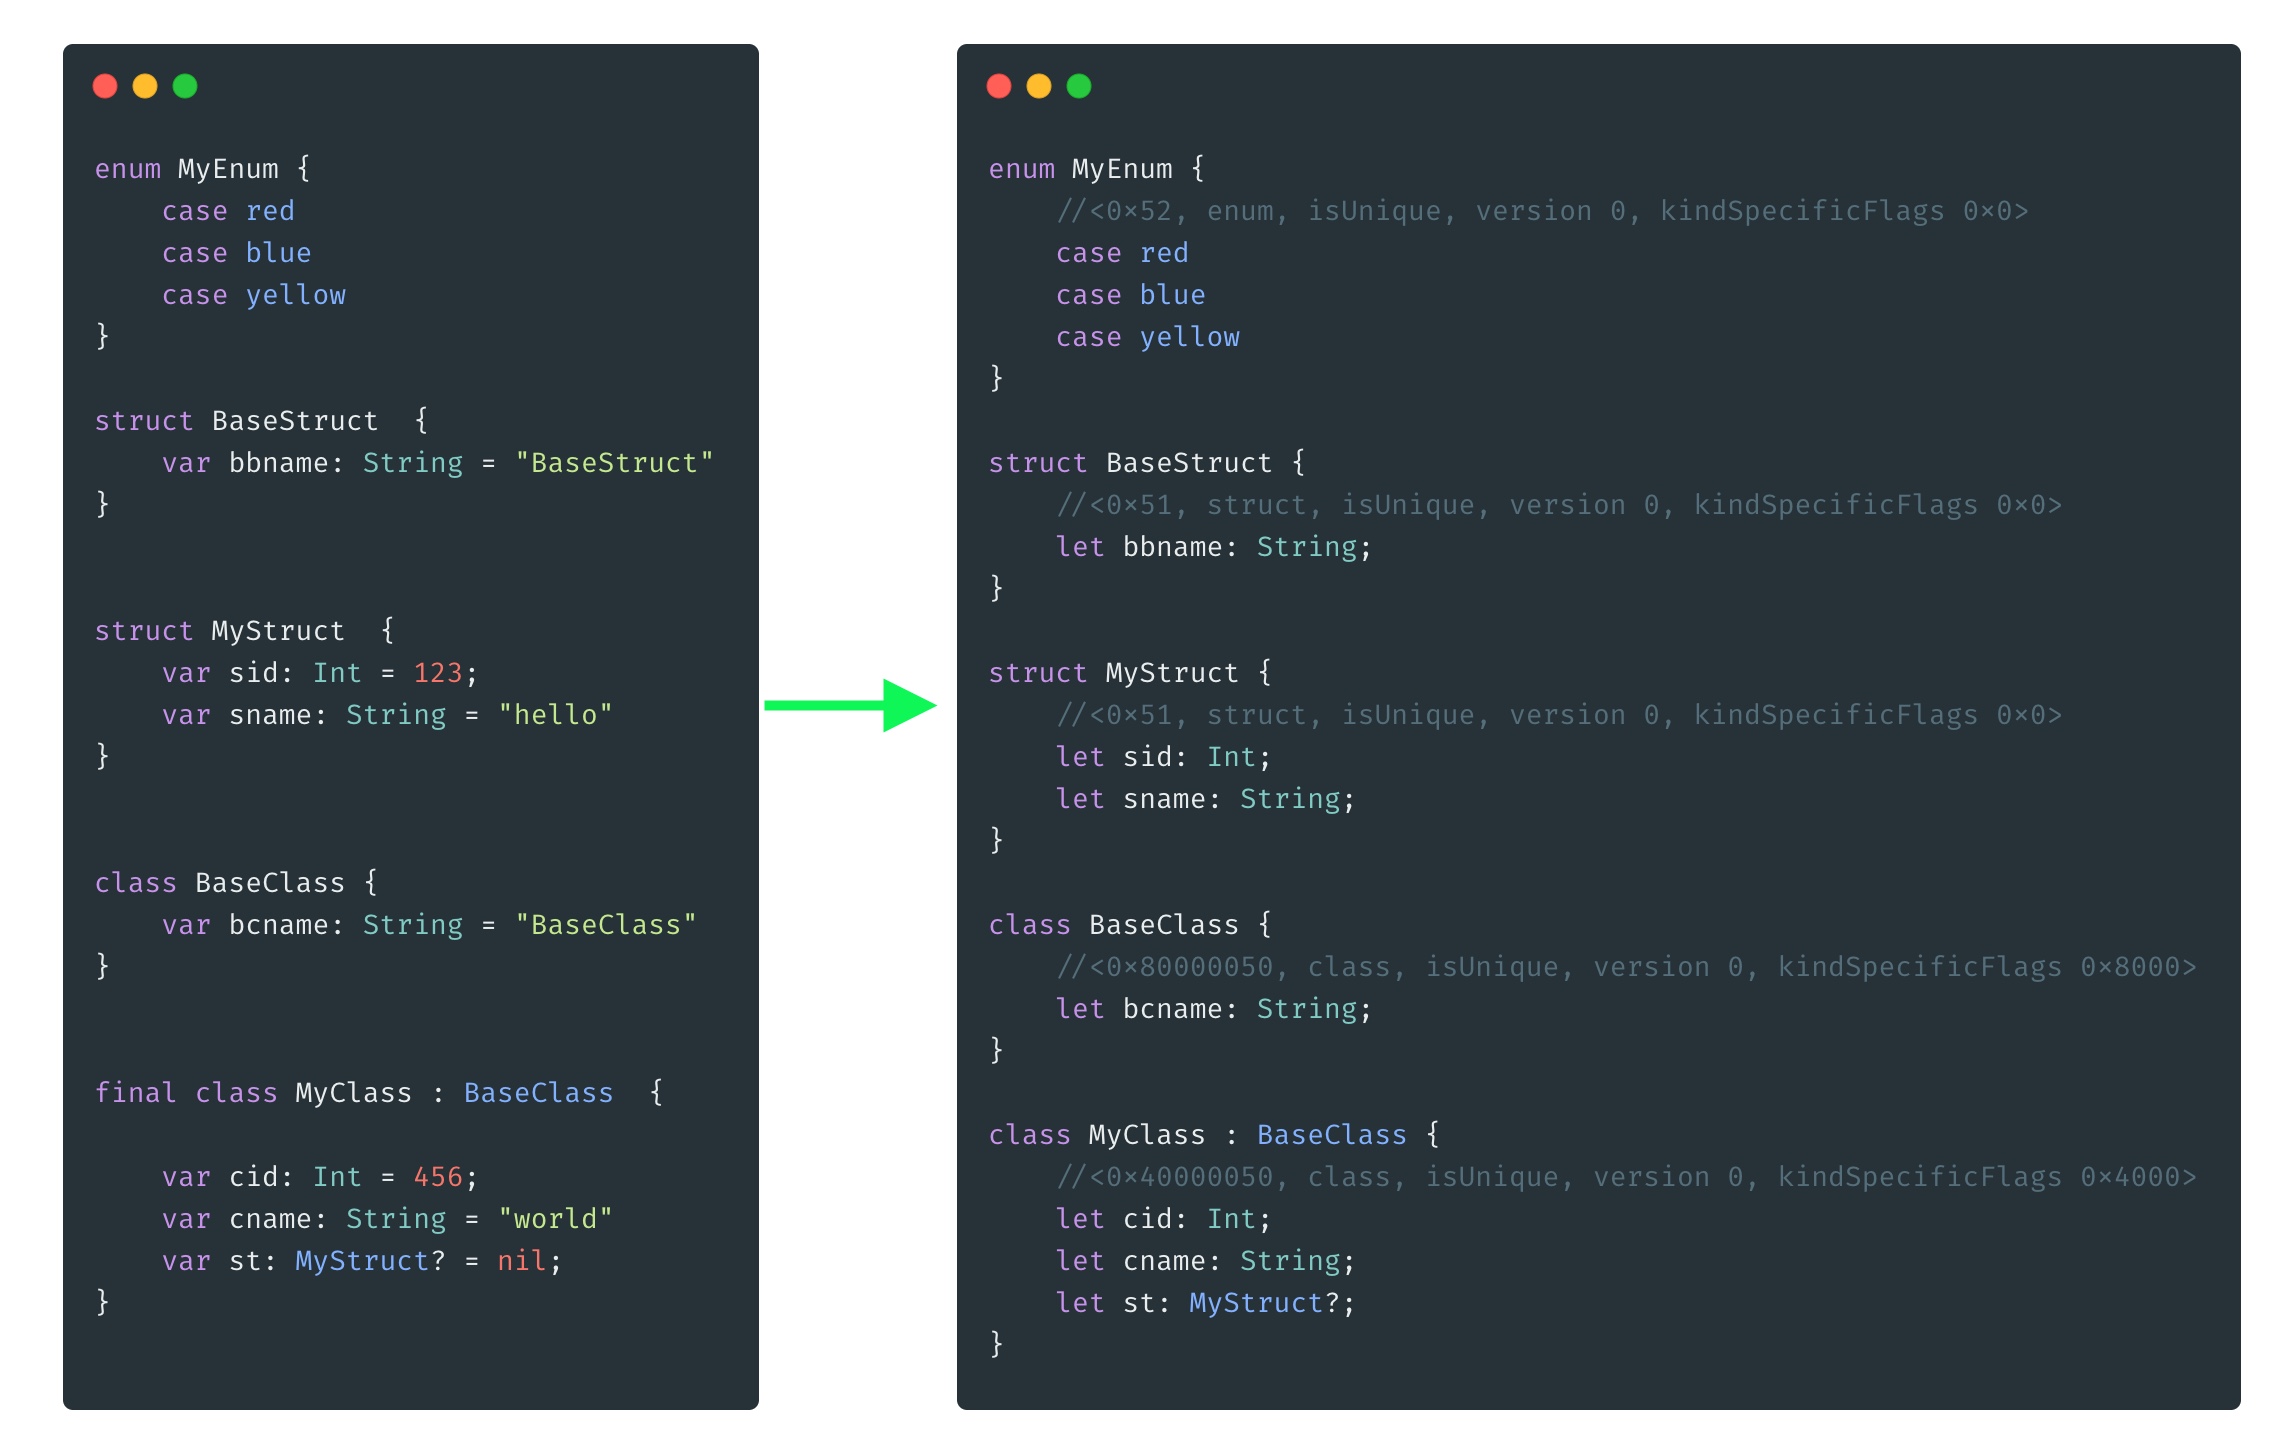 enum MyEnum {
    case red
    case blue
    case yellow
}
struct BaseStruct  {
    var bbname: String = "BaseStruct"
}
struct MyStruct  {
    var sid: Int = 123;
    var sname: String = "hello"
}
class BaseClass {
    var bcname: String = "BaseClass"
}
final class MyClass : BaseClass  {
    var cid: Int = 456;
    var cname: String = "world"
    var st: MyStruct? = nil;
}
enum MyEnum {
    //<0×52, enum, isUnique, version 0, kindSpecificFlags 0×0>
    case red
    case blue
    case yellow
}
struct BaseStruct {
    //<0×51, struct, isUnique, version 0, kindSpecificFlags 0×0>
    let bbname: String;
}
struct MyStruct {
    //<0×51, struct, isUnique, version 0, kindSpecificFlags 0×0>
    let sid: Int;
    let sname: String;
}
class BaseClass {
    //<0×80000050, class, isUnique, version 0, kindSpecificFlags 0×8000>
    let bcname: String;
}
class MyClass : BaseClass {
    //<0×40000050, class, isUnique, version 0, kindSpecificFlags 0×4000>
    let cid: Int;
    let cname: String;
    let st: MyStruct?;
}